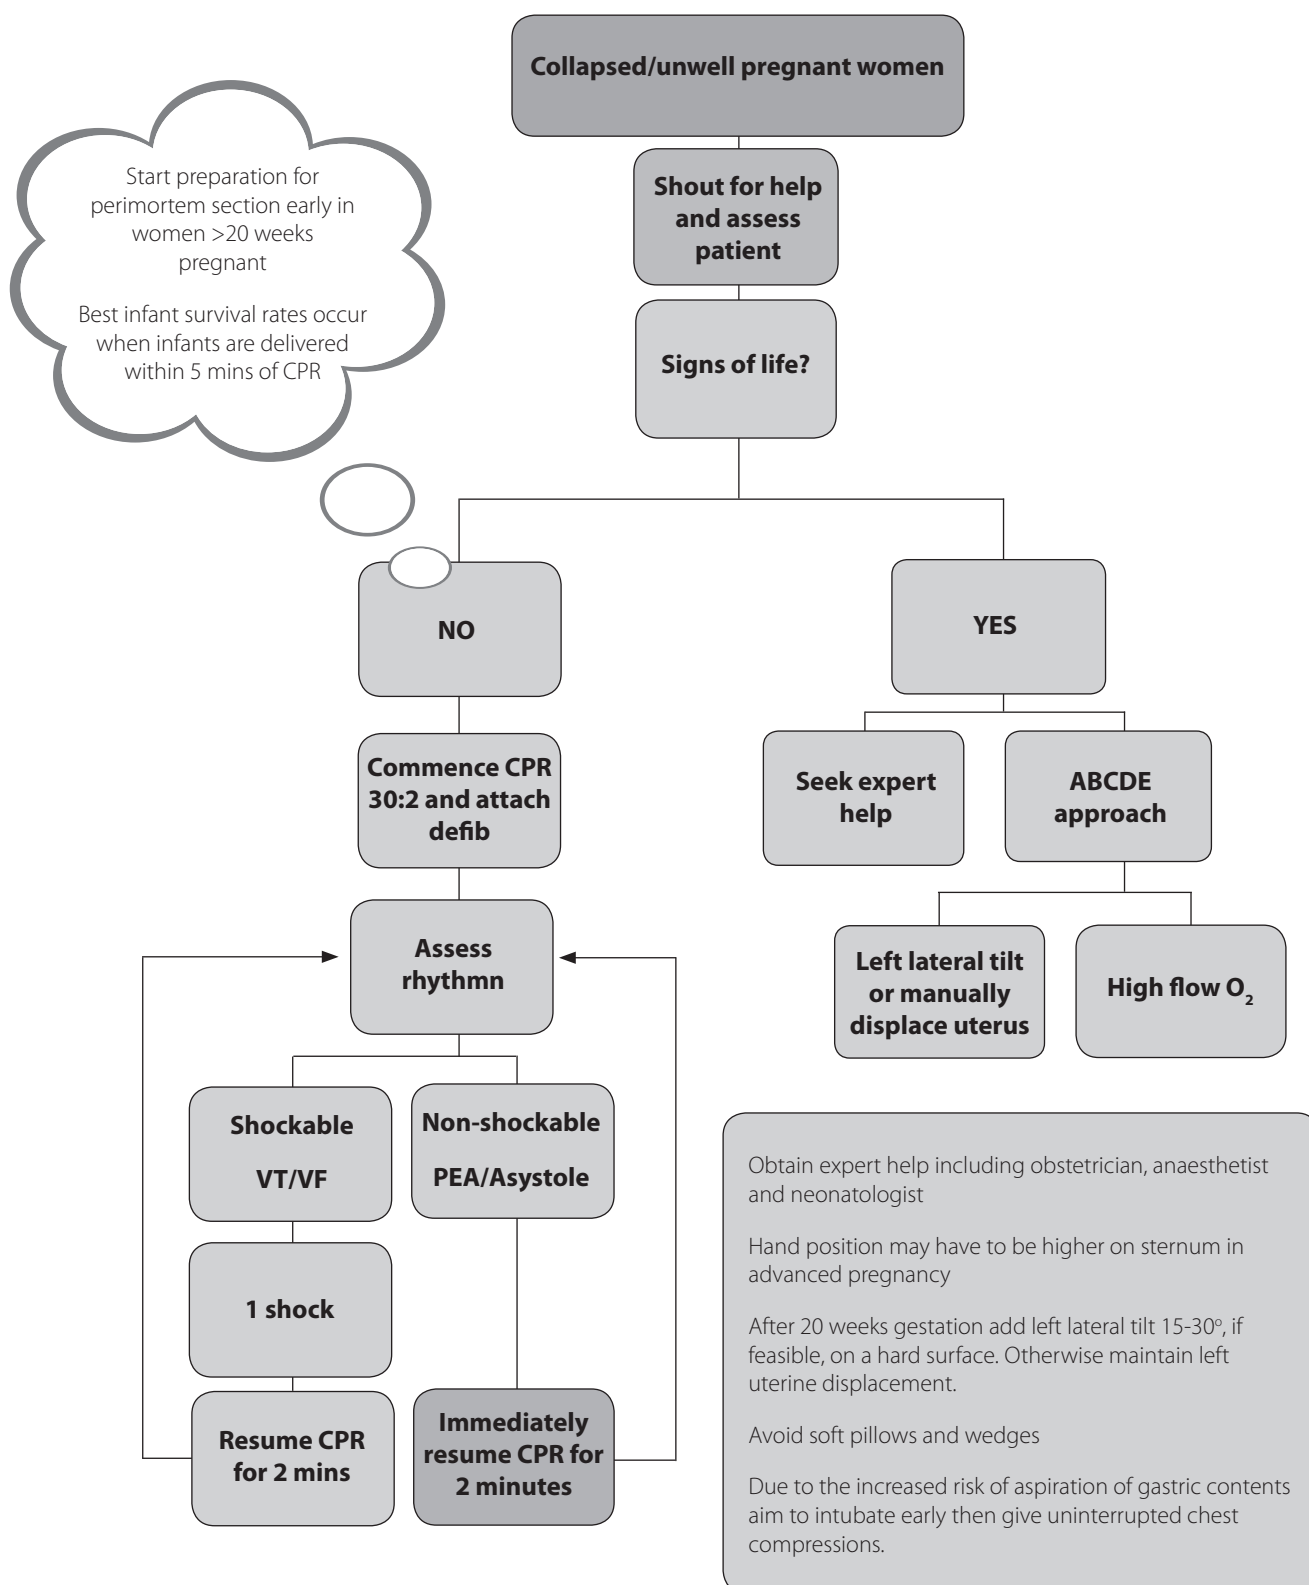 Collapsed/unwell pregnant women
Start preparation for
perimortem section early in
women >20 weeks
pregnant
Best infant survival rates occur
when infants are delivered
within 5 mins of CPR
Shout for help
and assess
patient
Signs of life?
NO
YES
Commence CPR
30:2 and attach
defib
Seek expert
help
ABCDE
approach
Assess
rhythmn
Left lateral tilt
or manually
displace uterus
High flow O₂
Shockable
VT/VF
Non-shockable
PEA/Asystole
1 shock
Resume CPR
for 2 mins
Immediately
resume CPR for
2 minutes
Obtain expert help including obstetrician, anaesthetist
and neonatologist
Hand position may have to be higher on sternum in
advanced pregnancy
After 20 weeks gestation add left lateral tilt 15-30º, if
feasible, on a hard surface. Otherwise maintain left
uterine displacement.
Avoid soft pillows and wedges
Due to the increased risk of aspiration of gastric contents
aim to intubate early then give uninterrupted chest
compressions.